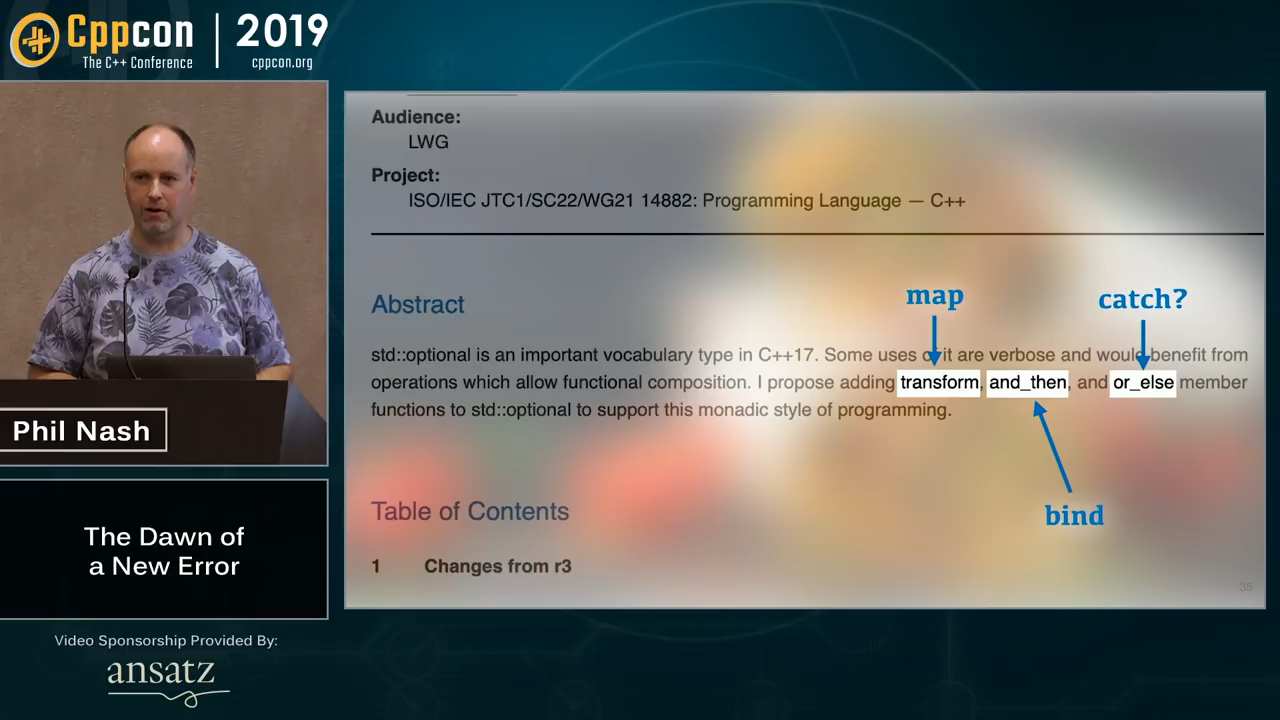 Cppcon | 2019
The C++ Conference cppcon.org
Audience:
LWG
Project:
ISO/IEC JTC1/SC22/WG21 14882: Programming Language — C++
map
catch?
Abstract
std::optional is an important vocabulary type in C++17. Some uses of it are verbose and would benefit from
operations which allow functional composition. I propose adding transform, and_then, and or_else member
functions to std::optional to support this monadic style of programming.
bind
Table of Contents
1 Changes from r3
35
Phil Nash
The Dawn of
a New Error
Video Sponsorship Provided By:
ansatz